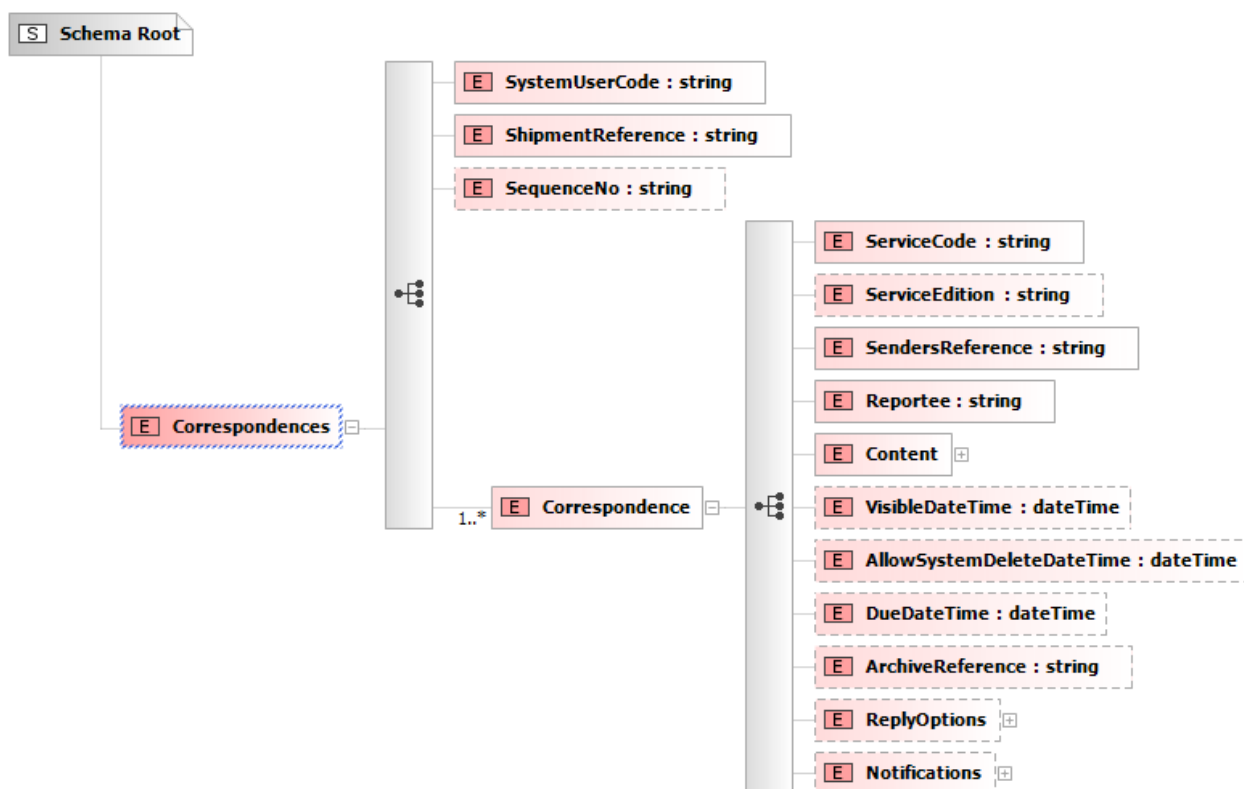 S Schema Root
E SystemUserCode : string
E ShipmentReference : string
E SequenceNo : string
E ServiceCode : string
E ServiceEdition : string
E SendersReference : string
E Reportee : string
E Correspondences
E Content
1..* E Correspondence
E VisibleDateTime : dateTime
E AllowSystemDeleteDateTime : dateTime
E DueDateTime : dateTime
E ArchiveReference : string
E ReplyOptions
E Notifications